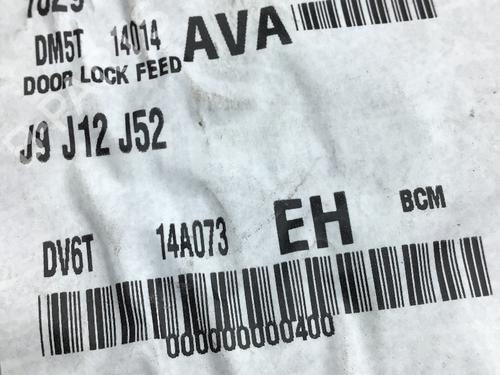 DM5T 14014 AVA
DOOR LOCK FEED
J9 J12 J52
DV6T 14A073 EH BCM
000000000400